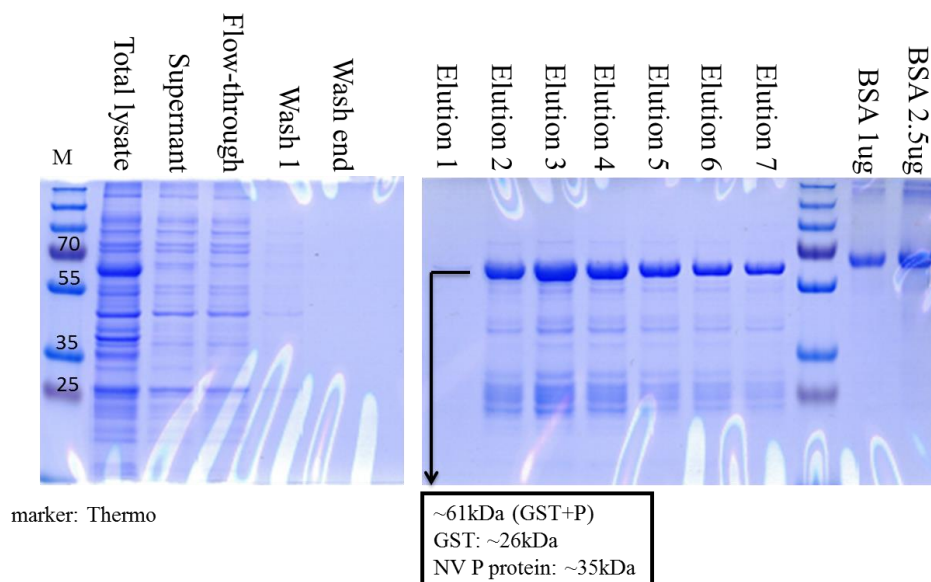 M
Total lysate
Supernant
Flow-through
Wash 1
Wash end
Elution 1
Elution 2
Elution 3
Elution 4
Elution 5
Elution 6
Elution 7
BSA 1ug
BSA 2.5ug
70
55
35
25
marker: Thermo
~61kDa (GST+P)
GST: ~26kDa
NV P protein: ~35kDa